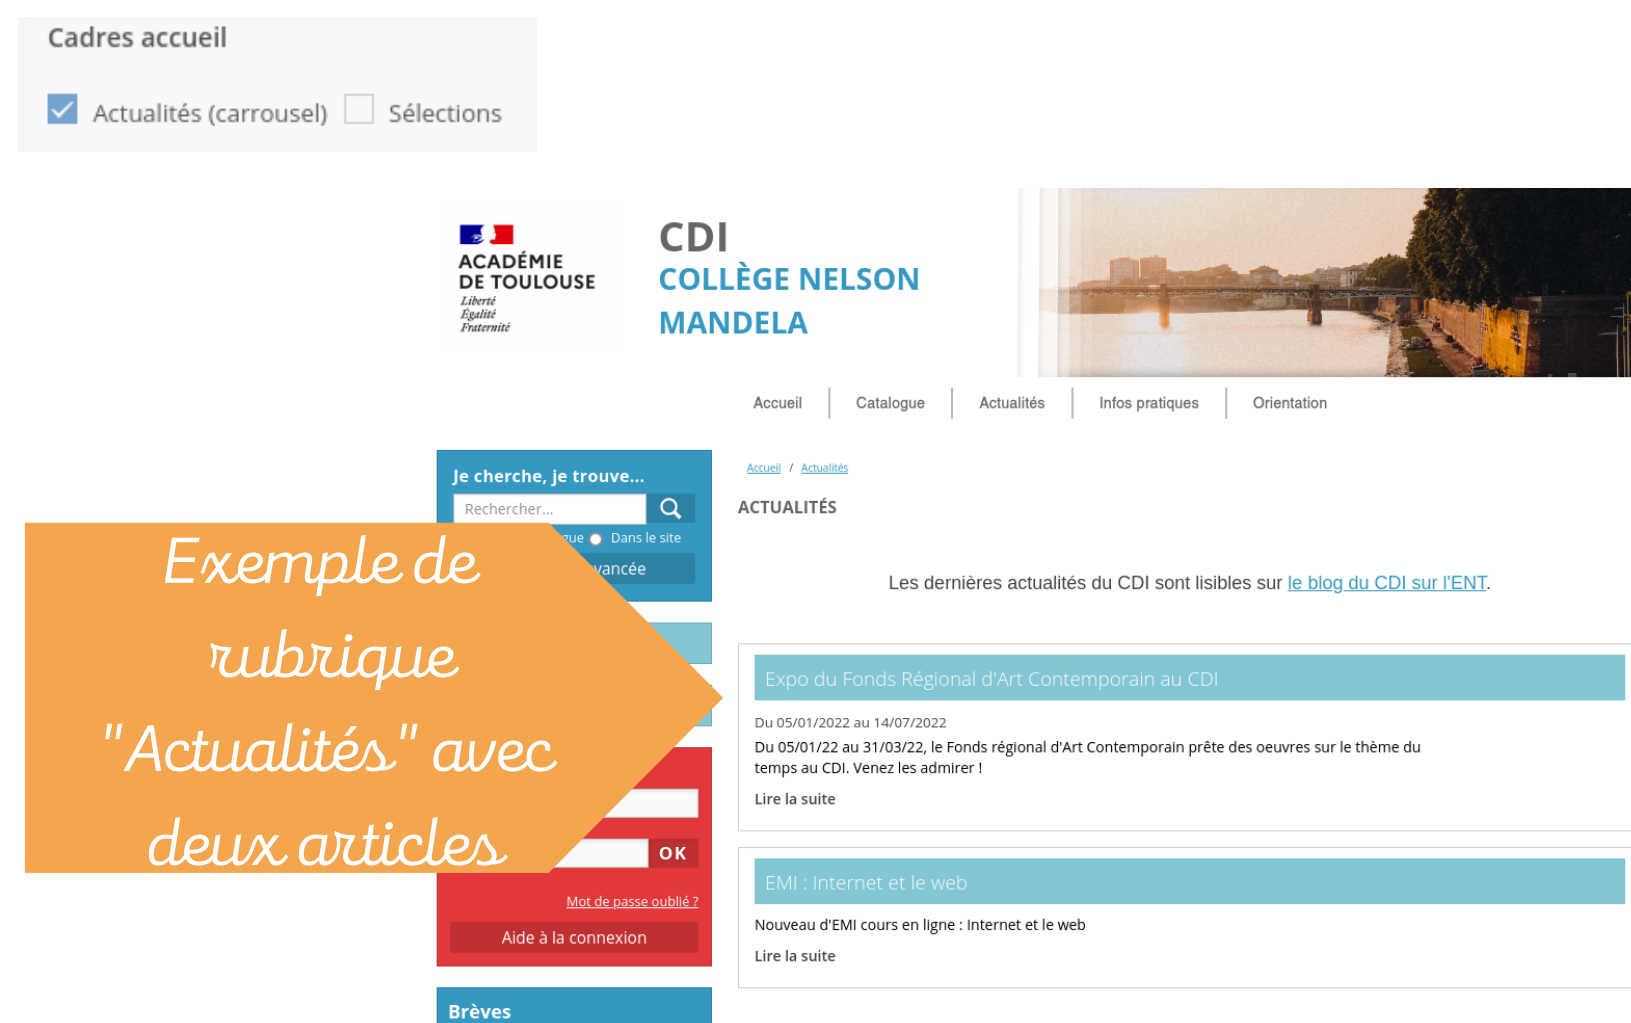 Cadres accueil
Actualités (carrousel) Sélections
ACADÉMIE
DE TOULOUSE
Liberté
Égalité
Fraternité
CDI
COLLÈGE NELSON
MANDELA
Accueil Catalogue Actualités Infos pratiques Orientation
Je cherche, je trouve...
Rechercher...
Dans le site
Exemple de
rubrique
"Actualités" avec
deux articles
OK
Mot de passe oublié ?
Aide à la connexion
Brèves
Accueil / Actualités
ACTUALITÉS
Les dernières actualités du CDI sont lisibles sur le blog du CDI sur l'ENT.
Expo du Fonds Régional d'Art Contemporain au CDI
Du 05/01/2022 au 14/07/2022
Du 05/01/22 au 31/03/22, le Fonds régional d'Art Contemporain prête des oeuvres sur le thème du
temps au CDI. Venez les admirer !
Lire la suite
EMI : Internet et le web
Nouveau d'EMI cours en ligne : Internet et le web
Lire la suite